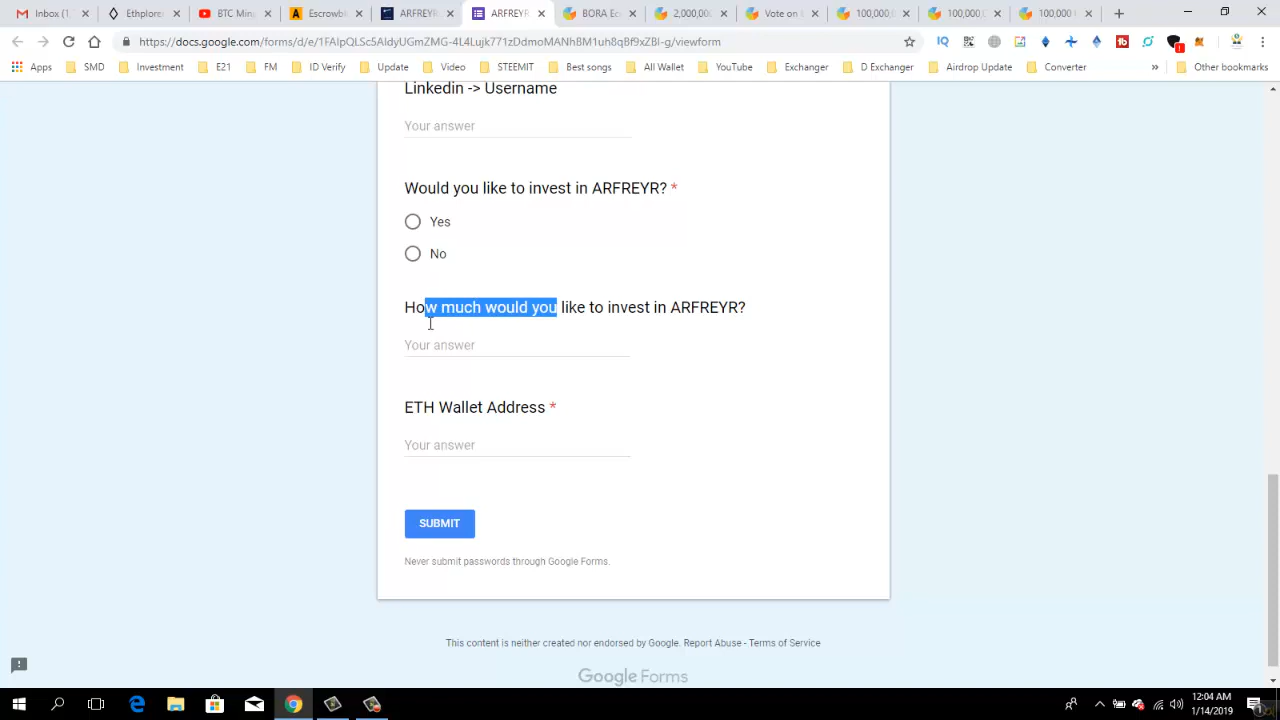 Inbox (1,
Ethplorer
BTC Min
Escrowbl
ARFREYR
ARFREYR
BORA Ec
2,000,00
Vote on
100,000,
100,000,
100,000
https://docs.google.com/forms/d/e/1FAIpQLSc5AldyUGmZMG-4L4Lujk771zDdmoMANhBM1uh8qBf9xZBI-g/viewform
Apps SMD Investment E21 FM ID Verify Update Video STEEMIT Best songs All Wallet YouTube Exchanger D Exchanger Airdrop Update Converter » Other bookmarks
Linkedin -> Username
Your answer
Would you like to invest in ARFREYR? *
Yes
No
How much would you like to invest in ARFREYR?
Your answer
ETH Wallet Address *
Your answer
SUBMIT
Never submit passwords through Google Forms.
This content is neither created nor endorsed by Google. Report Abuse - Terms of Service
Google Forms
12:04 AM
1/14/2019